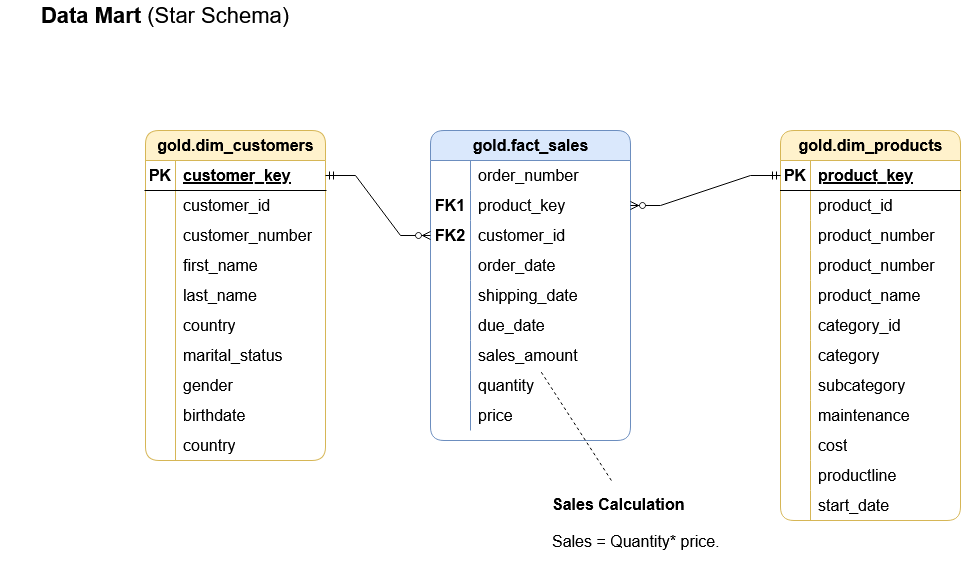 Data Mart (Star Schema)
gold.dim_customers
PK customer_key
customer_id
customer_number
first_name
last_name
country
marital_status
gender
birthdate
country
gold.fact_sales
order_number
FK1 product_key
FK2 customer_id
order_date
shipping_date
due_date
sales_amount
quantity
price
gold.dim_products
PK product_key
product_id
product_number
product_number
product_name
category_id
category
subcategory
maintenance
cost
productline
start_date
Sales Calculation
Sales = Quantity* price.